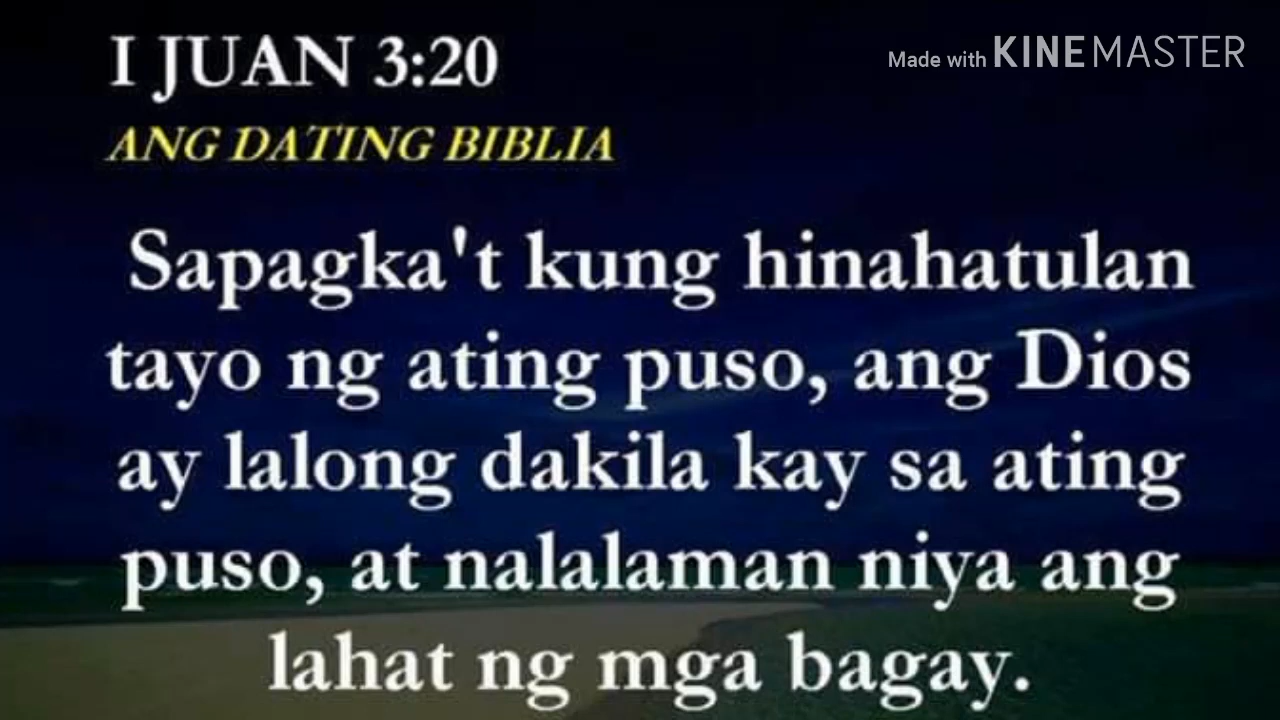 I JUAN 3:20
Made with KINEMASTER
ANG DATING BIBLIA
Sapagka't kung hinahatulan
tayo ng ating puso, ang Dios
ay lalong dakila kay sa ating
puso, at nalalaman niya ang
lahat ng mga bagay.